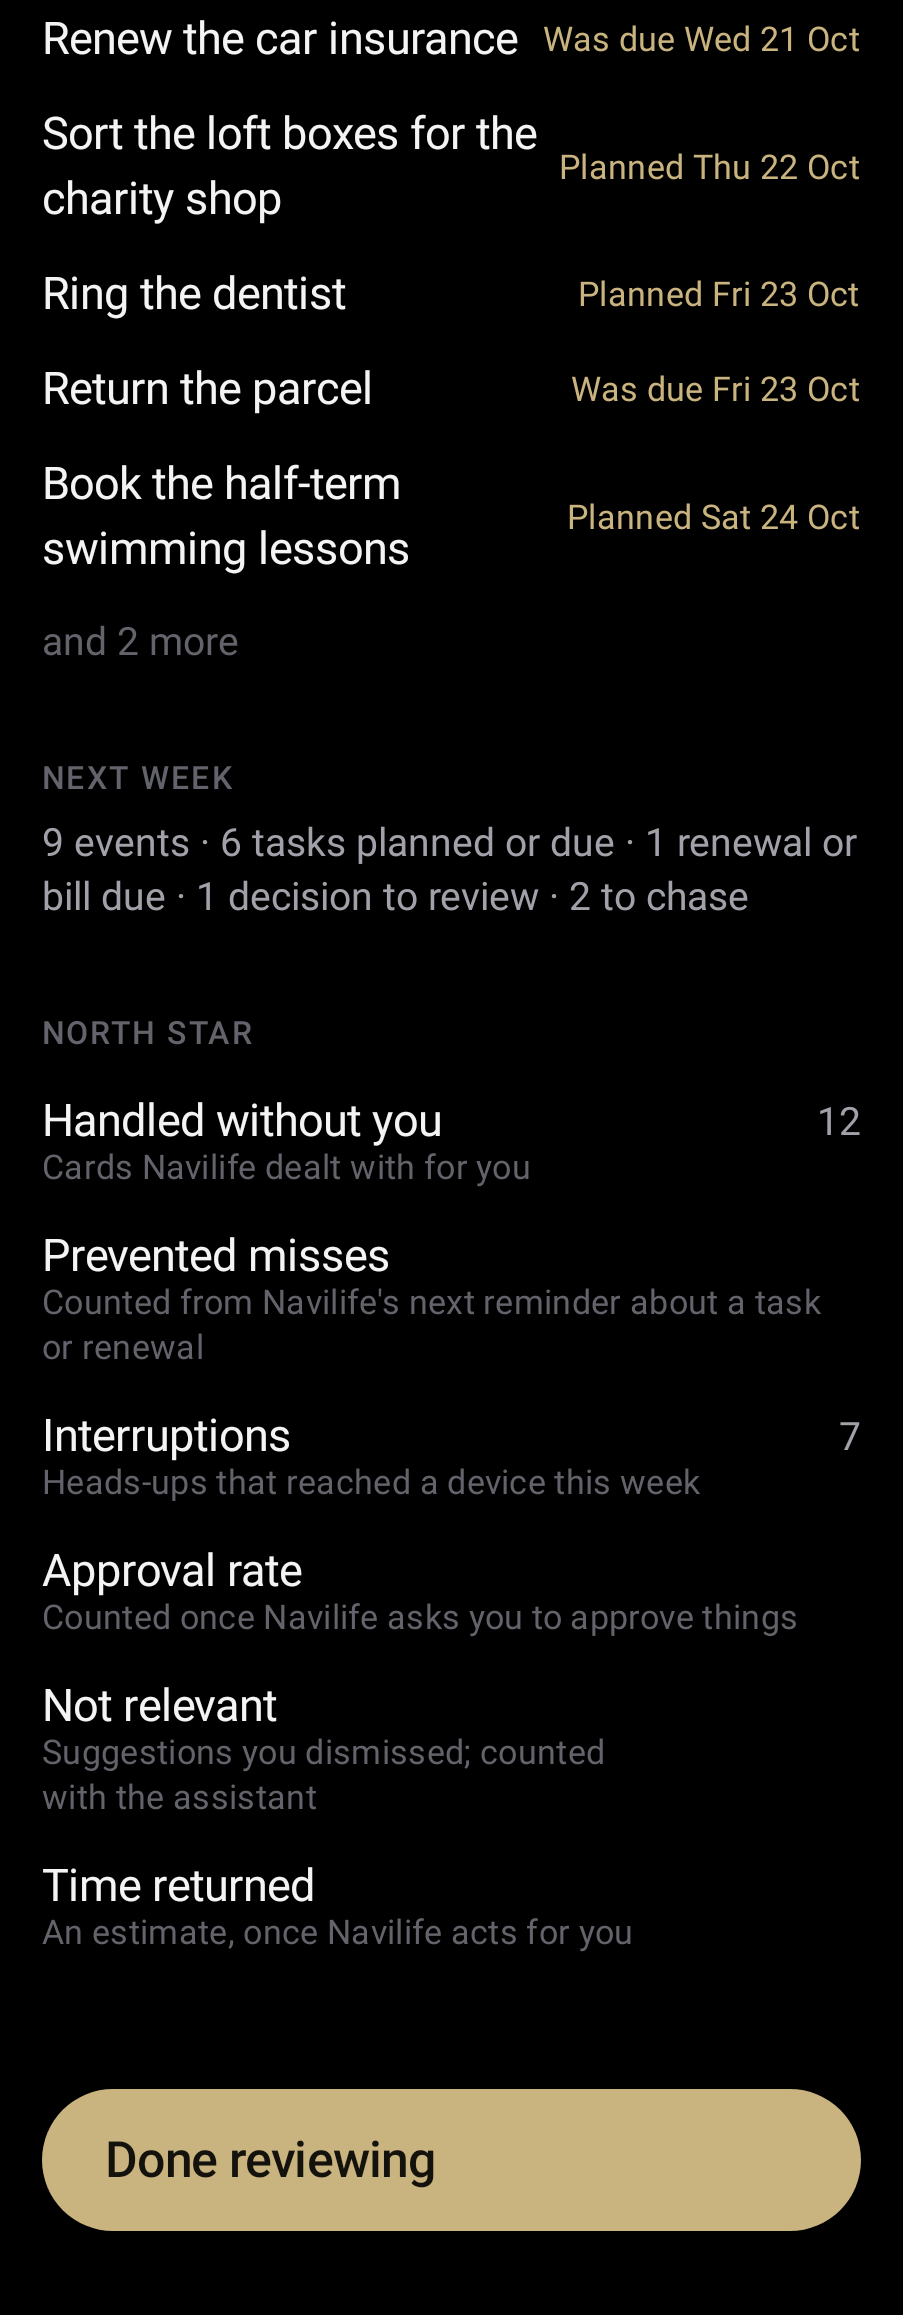 Renew the car insurance Was due Wed 21 Oct
Sort the loft boxes for the
charity shop
Planned Thu 22 Oct
Ring the dentist Planned Fri 23 Oct
Return the parcel Was due Fri 23 Oct
Book the half-term
swimming lessons
Planned Sat 24 Oct
and 2 more
NEXT WEEK
9 events · 6 tasks planned or due · 1 renewal or
bill due · 1 decision to review · 2 to chase
NORTH STAR
Handled without you 12
Cards Navilife dealt with for you
Prevented misses
Counted from Navilife's next reminder about a task
or renewal
Interruptions 7
Heads-ups that reached a device this week
Approval rate
Counted once Navilife asks you to approve things
Not relevant
Suggestions you dismissed; counted
with the assistant
Time returned
An estimate, once Navilife acts for you
Done reviewing